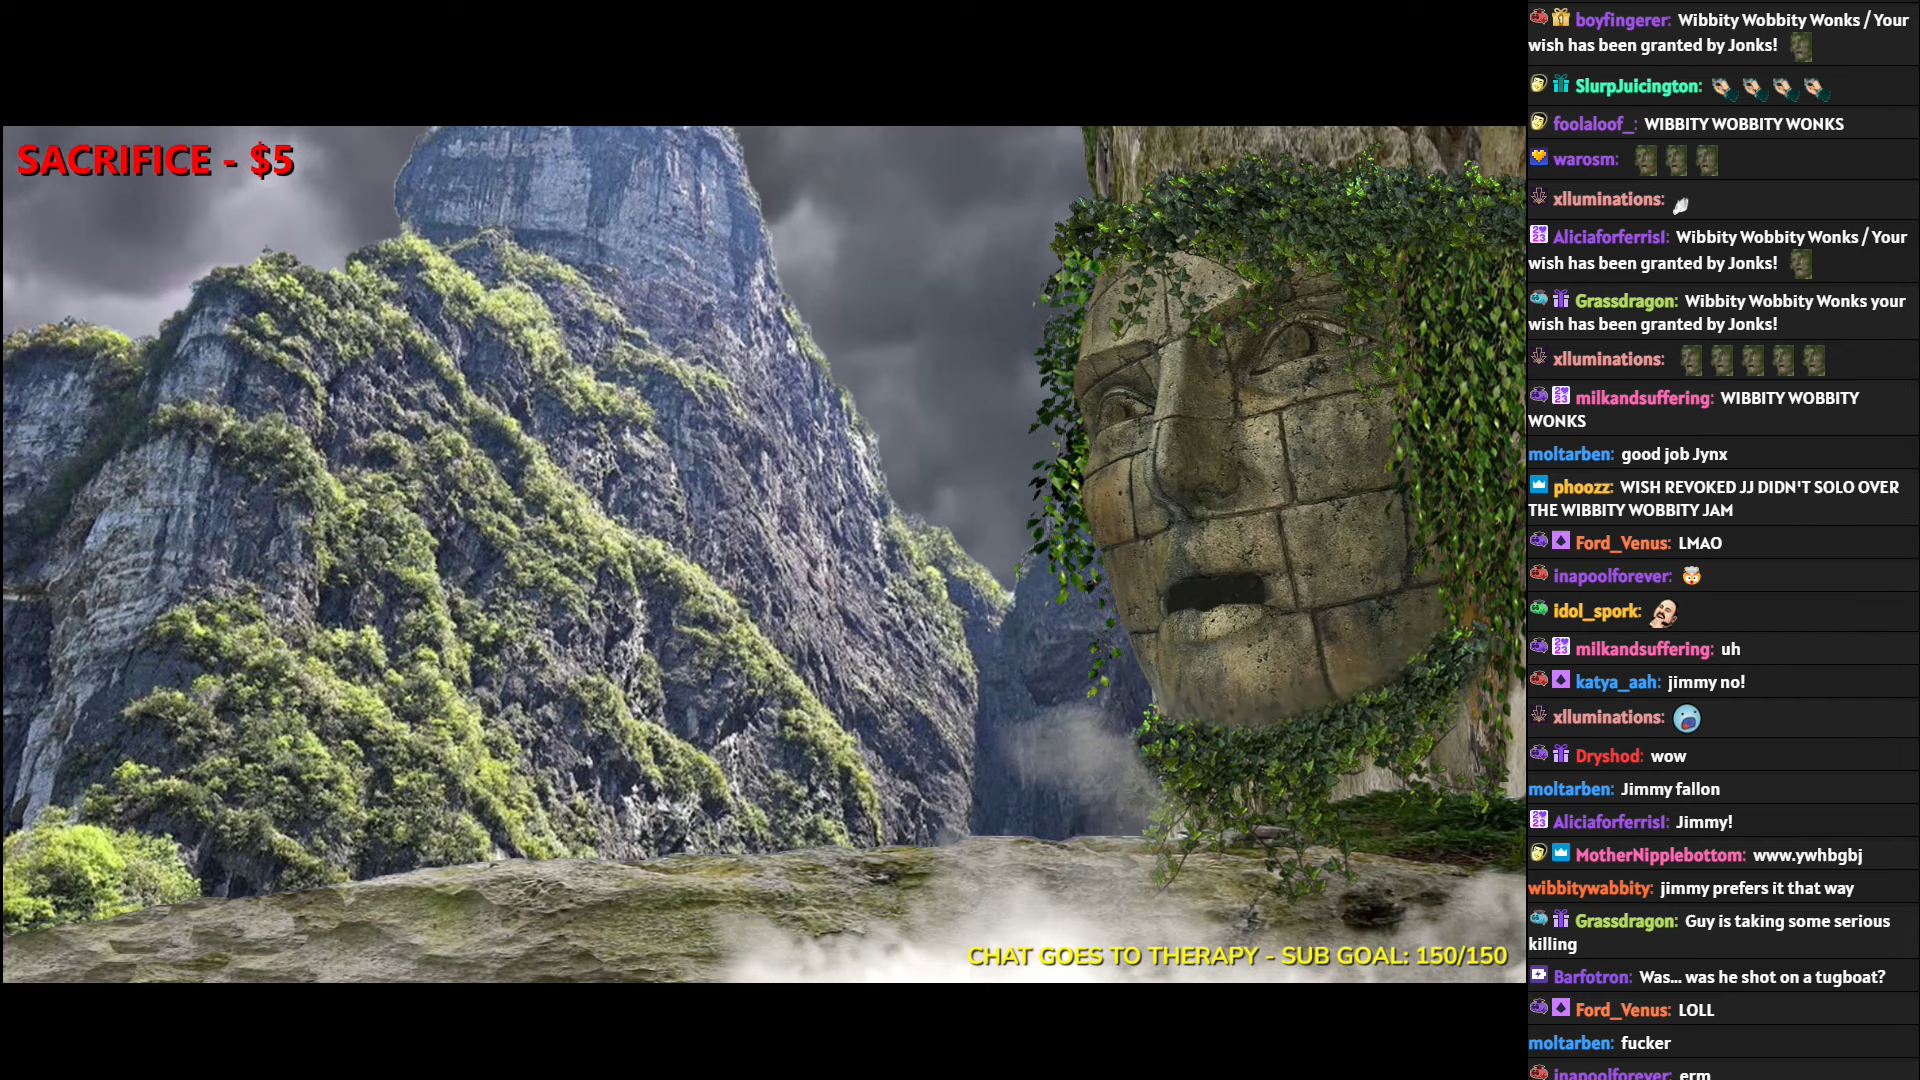 SACRIFICE - $5
CHAT GOES TO THERAPY - SUB GOAL: 150/150
boyfingerer: Wibbity Wobbity Wonks / Your
wish has been granted by Jonks!
SlurpJuicington:
foolaloof_: WIBBITY WOBBITY WONKS
warosm:
xlluminations:
Aliciaforferrisl: Wibbity Wobbity Wonks / Your
wish has been granted by Jonks!
Grassdragon: Wibbity Wobbity Wonks your
wish has been granted by Jonks!
xlluminations:
milkandsuffering: WIBBITY WOBBITY
WONKS
moltarben: good job Jynx
phoozz: WISH REVOKED JJ DIDN'T SOLO OVER
THE WIBBITY WOBBITY JAM
Ford_Venus: LMAO
inapoolforever:
idol_spork:
milkandsuffering: uh
katya_aah: jimmy no!
xlluminations:
Dryshod: wow
moltarben: Jimmy fallon
Aliciaforferrisl: Jimmy!
MotherNipplebottom: www.ywhbgbj
wibbitywabbity: jimmy prefers it that way
Grassdragon: Guy is taking some serious
killing
Barfotron: Was... was he shot on a tugboat?
Ford_Venus: LOLL
moltarben: fucker
inapoolforever: erm